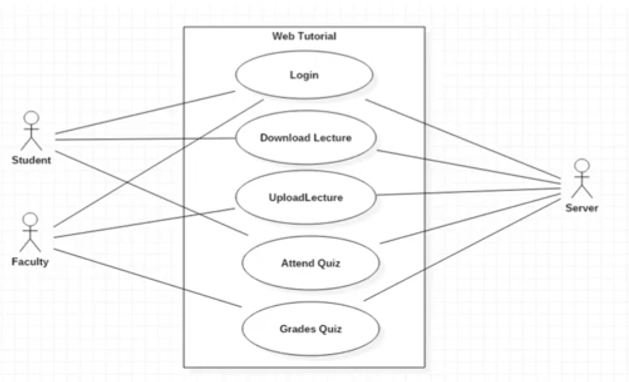 Web Tutorial
Login
Download Lecture
Student
UploadLecture
Server
Faculty
Attend Quiz
Grades Quiz